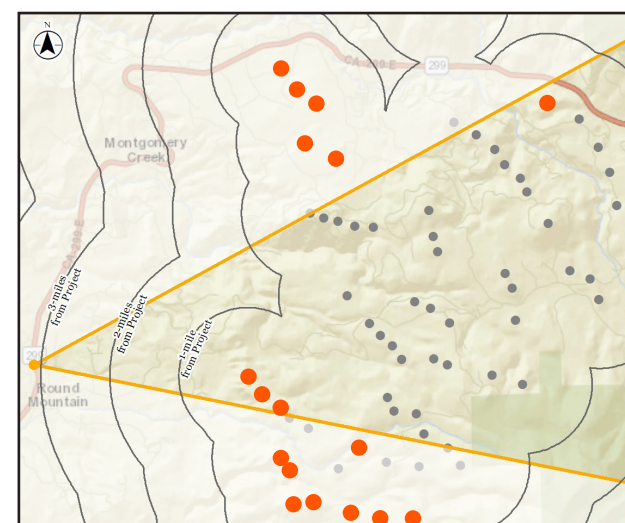 N
CA-299 E
299
Montgomery
Creek
CA-299 E
3-miles
from Project
2-miles
from Project
1-mile
from Project
299
Round
Mountain